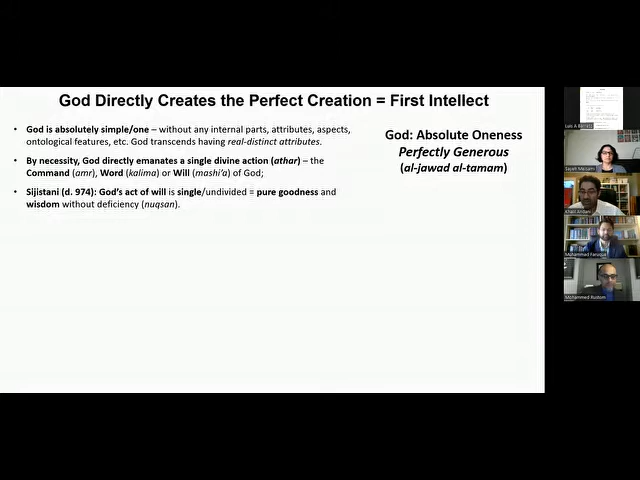 God Directly Creates the Perfect Creation = First Intellect
• God is absolutely simple/one – without any internal parts, attributes, aspects,
ontological features, etc. God transcends having real-distinct attributes.
• By necessity, God directly emanates a single divine action (athar) – the
Command (amr), Word (kalima) or Will (mashi'a) of God;
• Sijistani (d. 974): God's act of will is single/undivided = pure goodness and
wisdom without deficiency (nuqsan).
God: Absolute Oneness
Perfectly Generous
(al-jawad al-tamam)
Khalil Andani
Muhammad Faruque
Mohammed Rustom